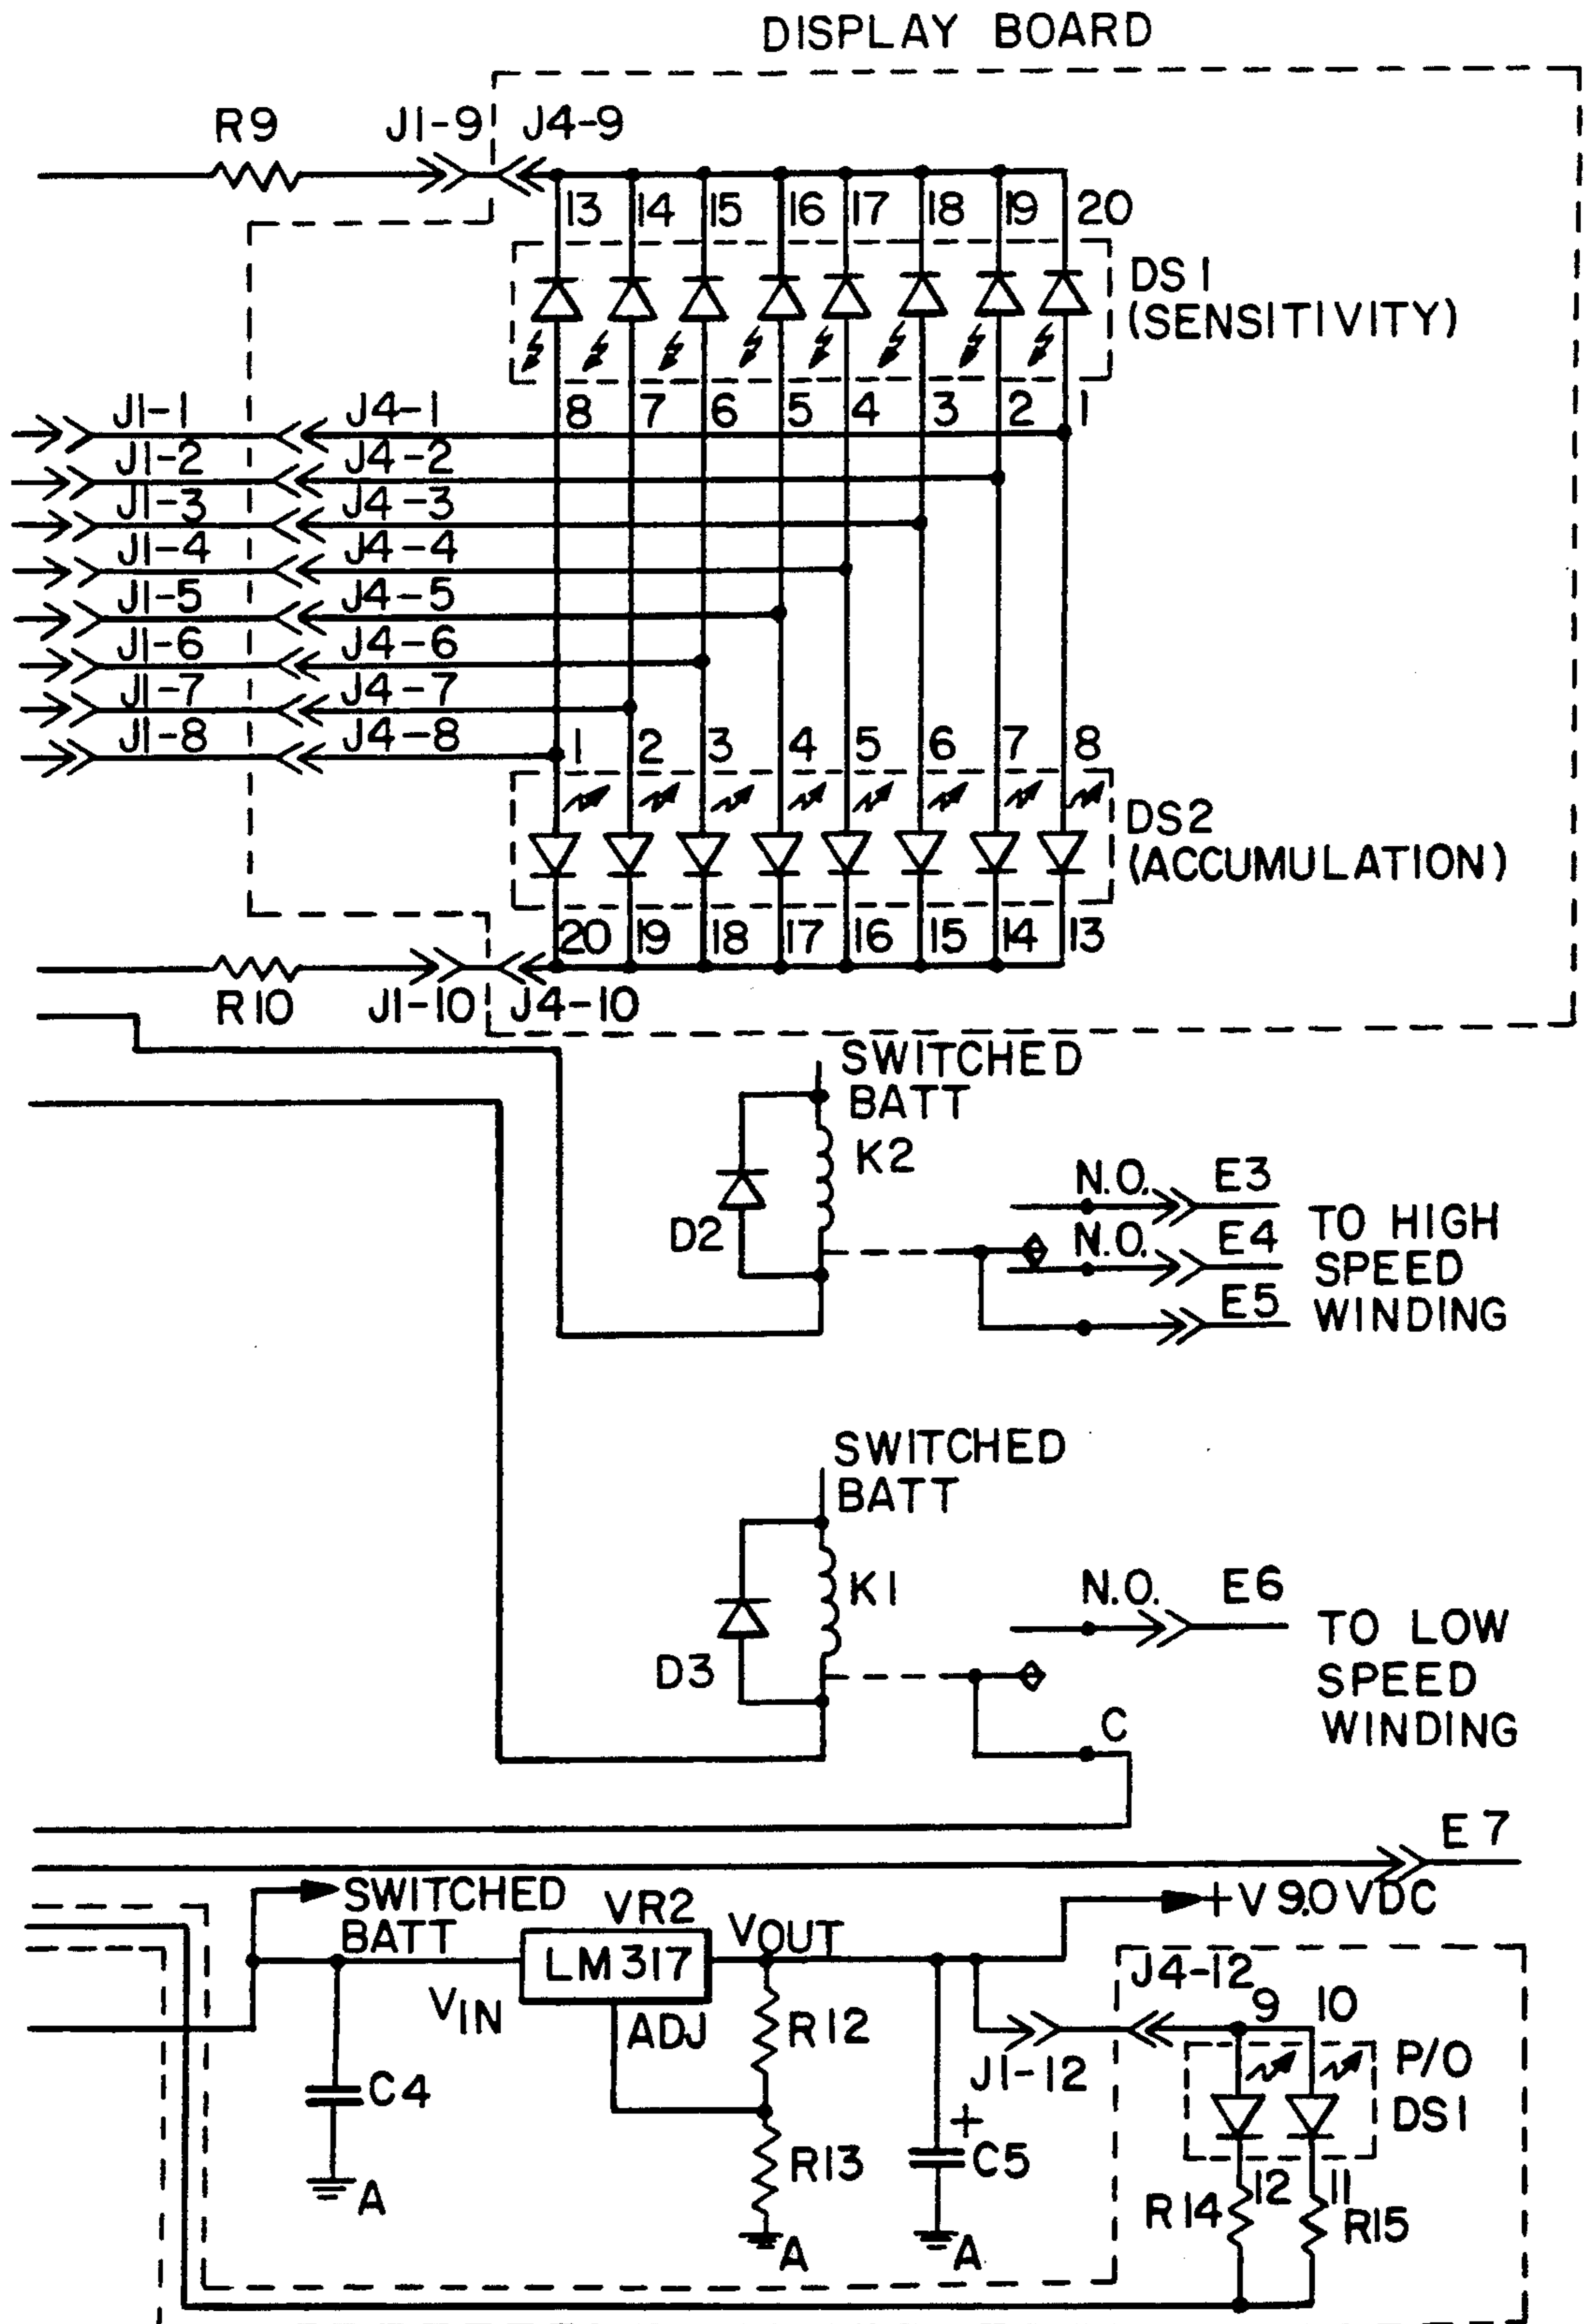 DISPLAY BOARD
R9 J1-9 J4-9
13 14 15 16 17 18 19 20
DS1
(SENSITIVITY)
8 7 6 5 4 3 2 1
J1-1 J4-1
J1-2 J4-2
J1-3 J4-3
J1-4 J4-4
J1-5 J4-5
J1-6 J4-6
J1-7 J4-7
J1-8 J4-8
1 2 3 4 5 6 7 8
DS2
(ACCUMULATION)
20 19 18 17 16 15 14 13
R10 J1-10 J4-10
SWITCHED
BATT
K2
D2
N.O. E3
N.O. E4
E5
TO HIGH
SPEED
WINDING
SWITCHED
BATT
K1
D3
N.O. E6
TO LOW
SPEED
WINDING
C
E7
SWITCHED
BATT
VR2
VOUT
+V 9.0 VDC
LM317
VIN
ADJ
R12
J4-12
9 10
J1-12
P/O
DS1
C4
+
C5
R13
12 11
R14
R15
A
A
A